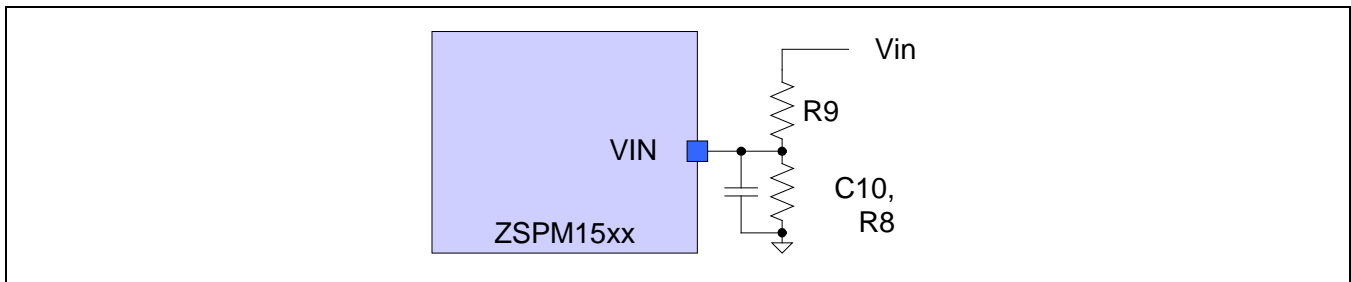 Vin
R9
VIN
C10,
R8
ZSPM15xx